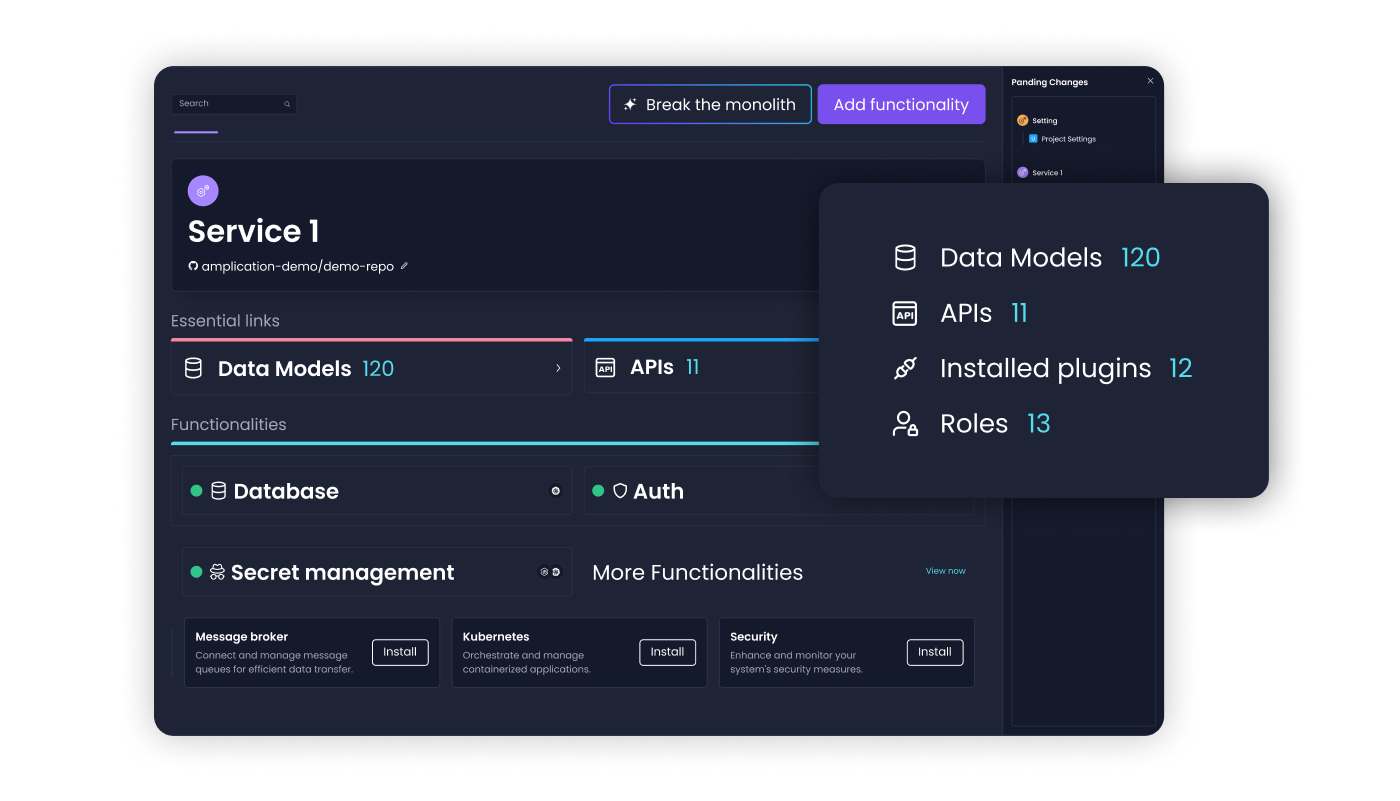 Search
Break the monolith
Add functionality
Panding Changes
Setting
U Project Settings
Service 1
Service 1
amplication-demo/demo-repo
Essential links
Data Models 120
API APIs 11
Data Models 120
API APIs 11
Installed plugins 12
Roles 13
Functionalities
Database
Auth
Secret management
More Functionalities
View now
Message broker
Connect and manage message
queues for efficient data transfer.
Install
Kubernetes
Orchestrate and manage
containerized applications.
Install
Security
Enhance and monitor your
system's security measures.
Install